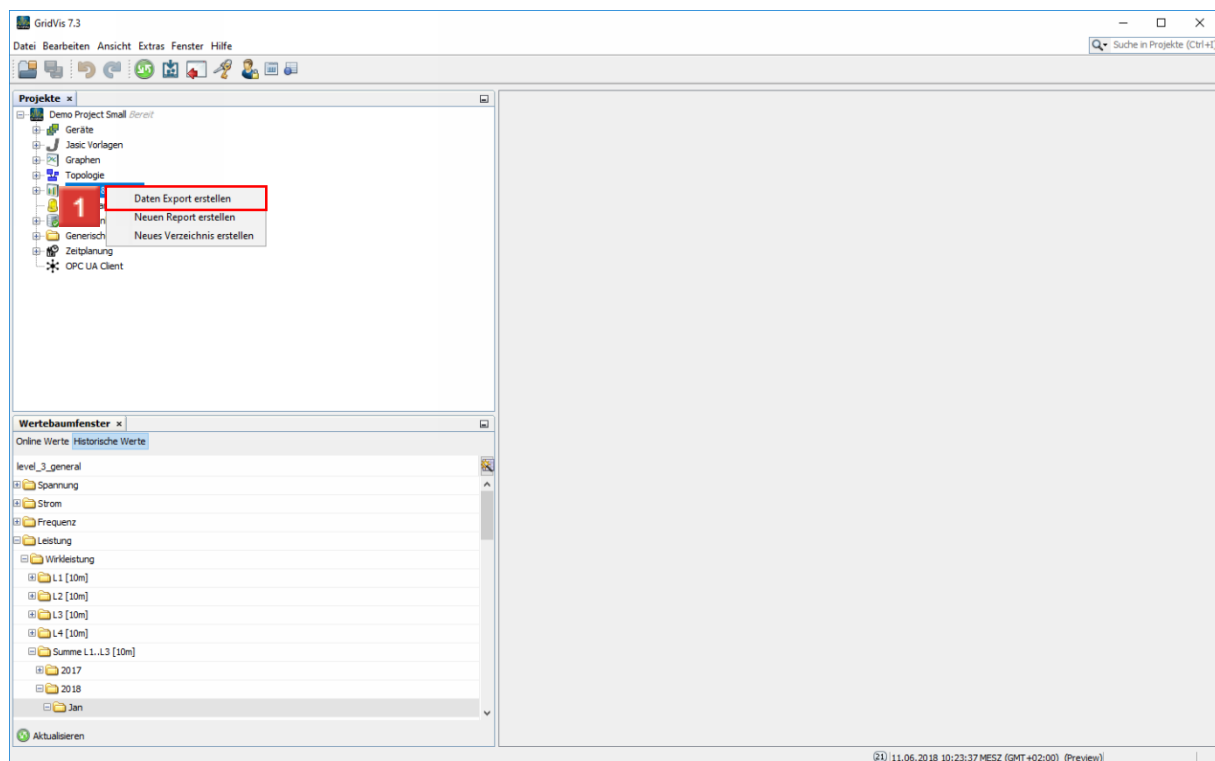 GridVis 7.3
Datei Bearbeiten Ansicht Extras Fenster Hilfe
Suche in Projekte (Ctrl+I)
Projekte ×
Demo Project Small Bereit
Geräte
Jasic Vorlagen
Graphen
Topologie
1
Daten Export erstellen
Neuen Report erstellen
Neues Verzeichnis erstellen
Generisch
Zeitplanung
OPC UA Client
Wertebaumfenster ×
Online Werte Historische Werte
level_3_general
Spannung
Strom
Frequenz
Leistung
Wirkleistung
L1 [10m]
L2 [10m]
L3 [10m]
L4 [10m]
Summe L1..L3 [10m]
2017
2018
Jan
Aktualisieren
21 11.06.2018 10:23:37 MESZ (GMT+02:00) (Preview)